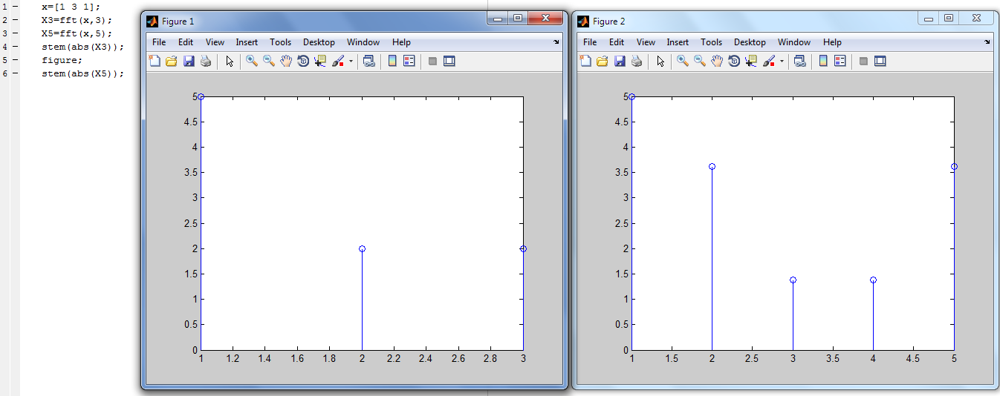 1 – x=[1 3 1];
2 – X3=fft(x,3);
3 – X5=fft(x,5);
4 – stem(abs(X3));
5 – figure;
6 – stem(abs(X5));
Figure 1
File Edit View Insert Tools Desktop Window Help
5
4.5
4
3.5
3
2.5
2
1.5
1
0.5
0
1 1.2 1.4 1.6 1.8 2 2.2 2.4 2.6 2.8 3
Figure 2
File Edit View Insert Tools Desktop Window Help
5
4.5
4
3.5
3
2.5
2
1.5
1
0.5
0
1 1.5 2 2.5 3 3.5 4 4.5 5